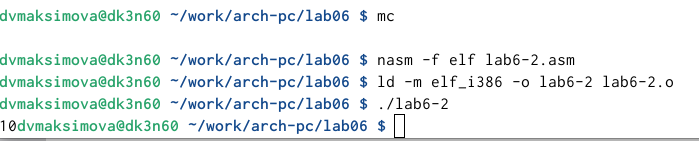 dvmaksimova@dk3n60 ~/work/arch-pc/lab06 $ mc
dvmaksimova@dk3n60 ~/work/arch-pc/lab06 $ nasm -f elf lab6-2.asm
dvmaksimova@dk3n60 ~/work/arch-pc/lab06 $ ld -m elf_i386 -o lab6-2 lab6-2.o
dvmaksimova@dk3n60 ~/work/arch-pc/lab06 $ ./lab6-2
10dvmaksimova@dk3n60 ~/work/arch-pc/lab06 $